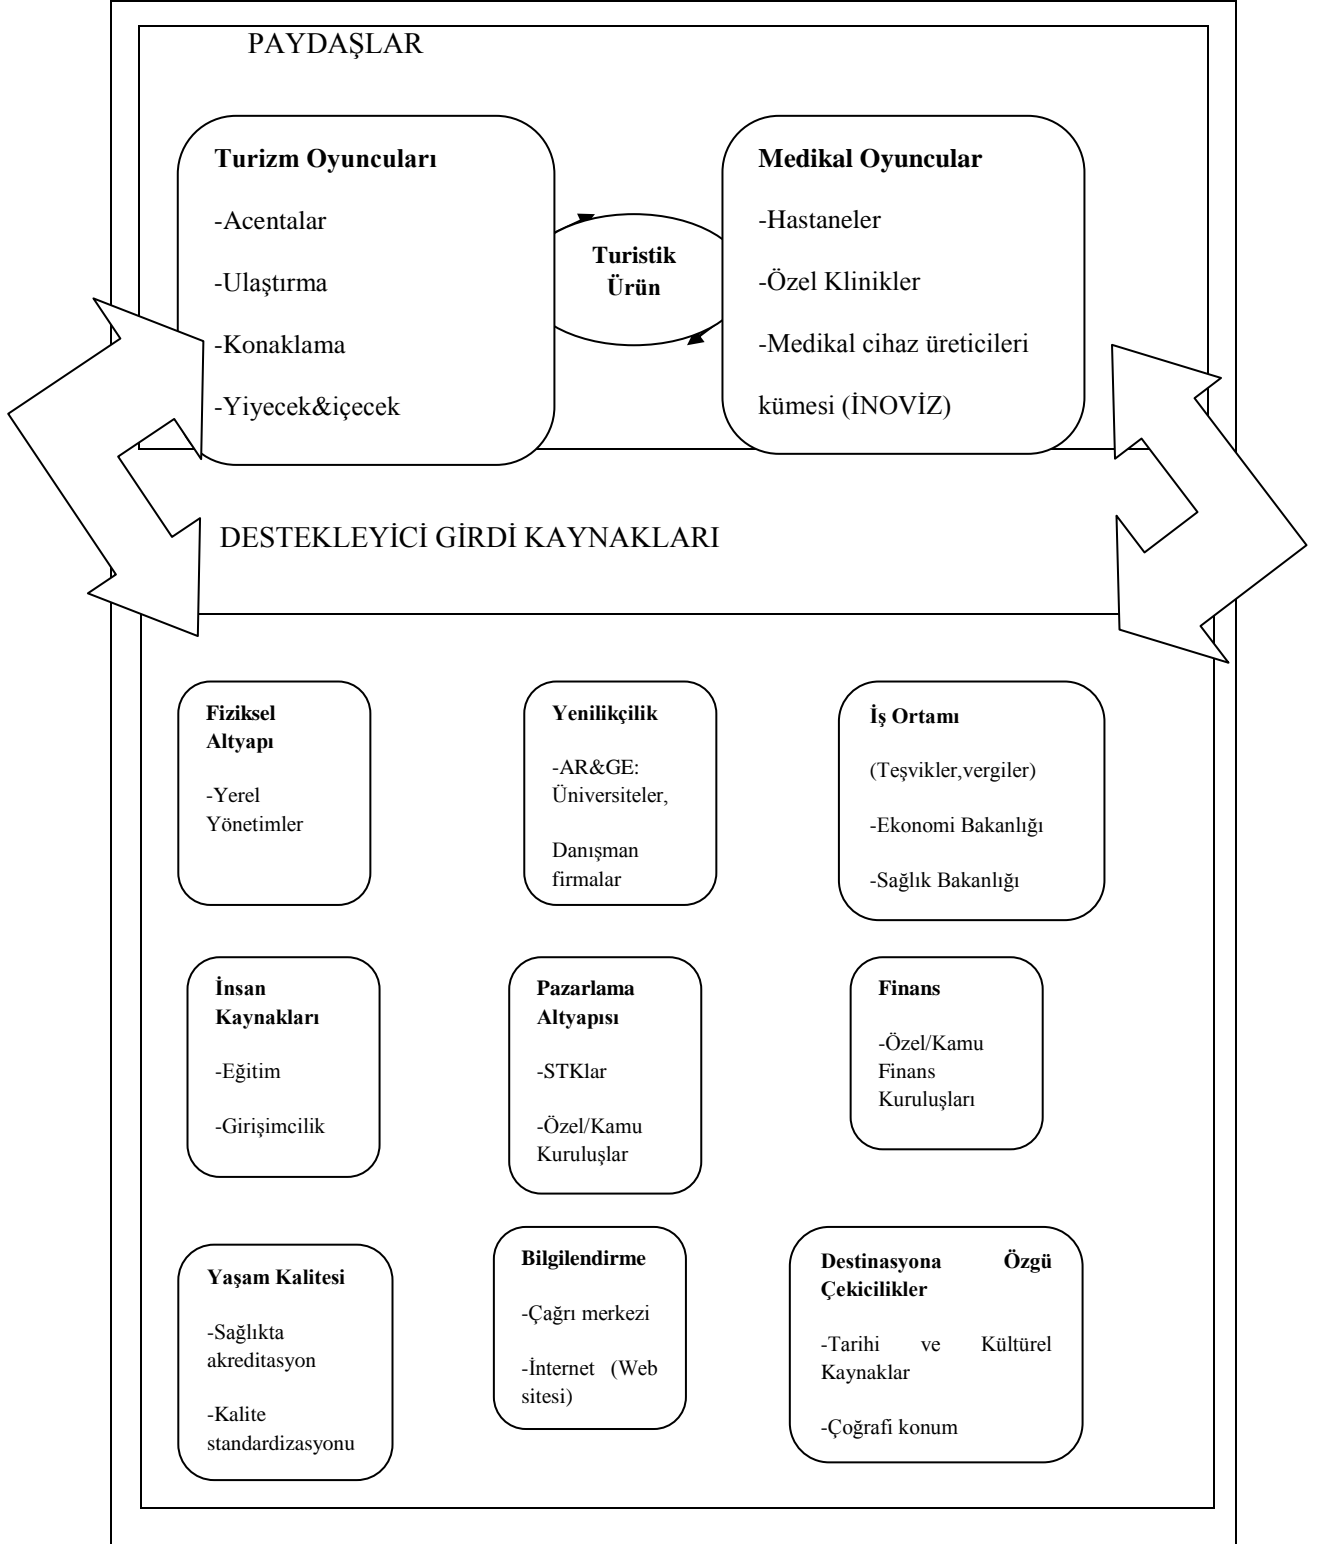 PAYDAŞLAR
Turizm Oyuncuları
-Acentalar
-Ulaştırma
-Konaklama
-Yiyecek&içecek
Turistik
Ürün
Medikal Oyuncular
-Hastaneler
-Özel Klinikler
-Medikal cihaz üreticileri
kümesi (İNOVİZ)
DESTEKLEYİCİ GİRDİ KAYNAKLARI
Fiziksel
Altyapı
-Yerel
Yönetimler
Yenilikçilik
-AR&GE:
Üniversiteler,
Danışman
firmalar
İş Ortamı
(Teşvikler,vergiler)
-Ekonomi Bakanlığı
-Sağlık Bakanlığı
İnsan
Kaynakları
-Eğitim
-Girişimcilik
Pazarlama
Altyapısı
-STKlar
-Özel/Kamu
Kuruluşlar
Finans
-Özel/Kamu
Finans
Kuruluşları
Yaşam Kalitesi
-Sağlıkta
akreditasyon
-Kalite
standardizasyonu
Bilgilendirme
-Çağrı merkezi
-İnternet (Web
sitesi)
Destinasyona Özgü
Çekicilikler
-Tarihi ve Kültürel
Kaynaklar
-Çoğrafi konum